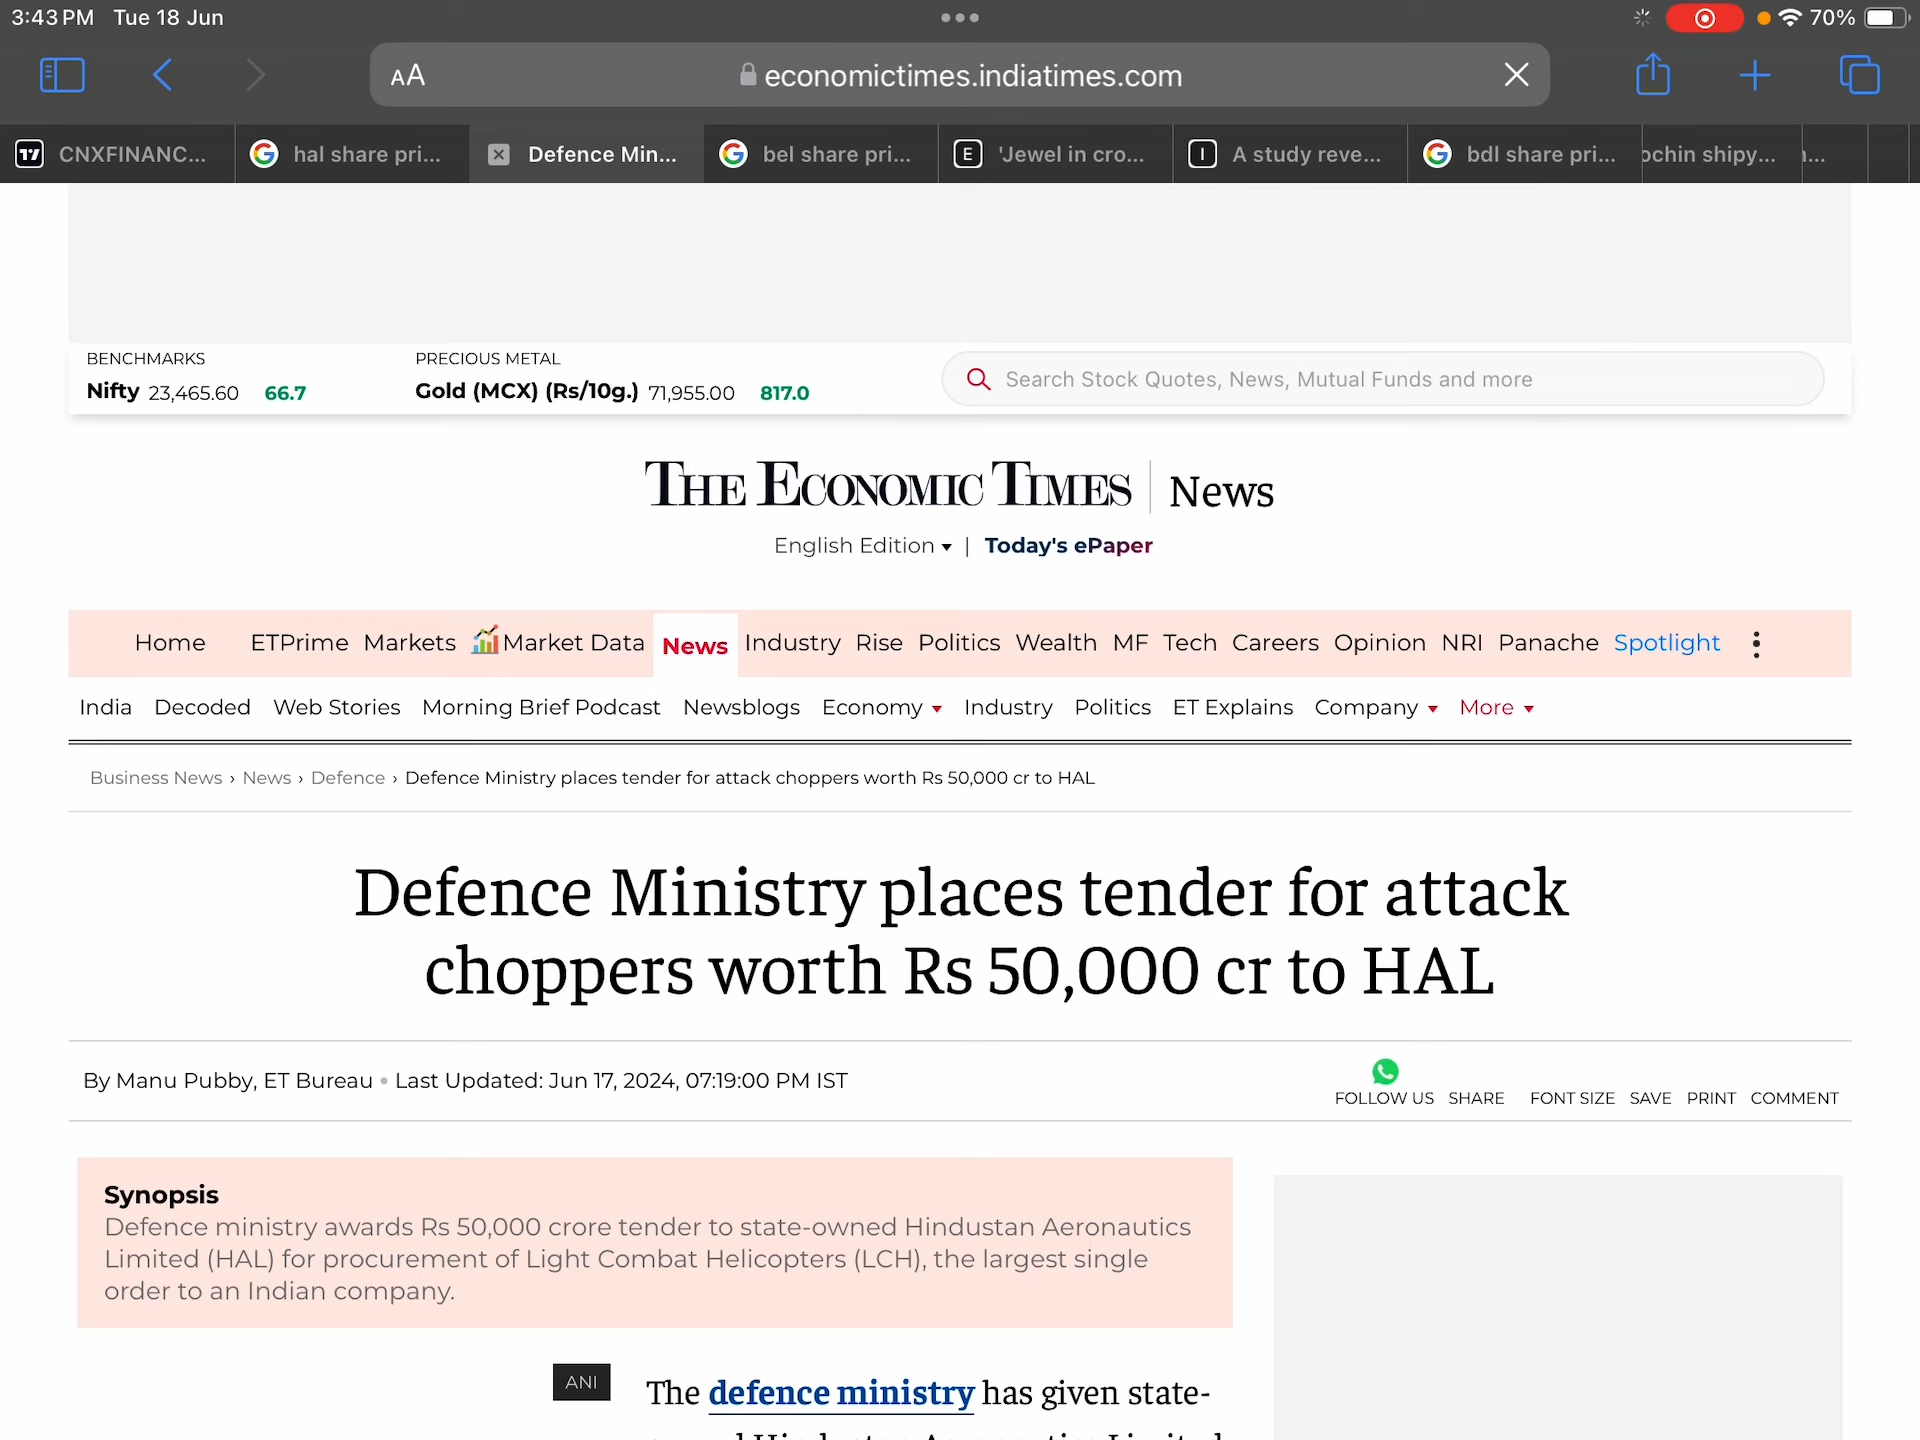 3:43 PM Tue 18 Jun
70%
AA economictimes.indiatimes.com
CNXFINANC...
hal share pri...
Defence Min...
bel share pri...
E 'Jewel in cro...
I A study reve...
bdl share pri...
ochin shipy...
BENCHMARKS
Nifty 23,465.60 66.7
PRECIOUS METAL
Gold (MCX) (Rs/10g.) 71,955.00 817.0
Search Stock Quotes, News, Mutual Funds and more
THE ECONOMIC TIMES | News
English Edition | Today's ePaper
Home ETPrime Markets Market Data News Industry Rise Politics Wealth MF Tech Careers Opinion NRI Panache Spotlight
India Decoded Web Stories Morning Brief Podcast Newsblogs Economy Industry Politics ET Explains Company More
Business News › News › Defence › Defence Ministry places tender for attack choppers worth Rs 50,000 cr to HAL
Defence Ministry places tender for attack
choppers worth Rs 50,000 cr to HAL
By Manu Pubby, ET Bureau • Last Updated: Jun 17, 2024, 07:19:00 PM IST
FOLLOW US SHARE FONT SIZE SAVE PRINT COMMENT
Synopsis
Defence ministry awards Rs 50,000 crore tender to state-owned Hindustan Aeronautics
Limited (HAL) for procurement of Light Combat Helicopters (LCH), the largest single
order to an Indian company.
ANI
The defence ministry has given state-